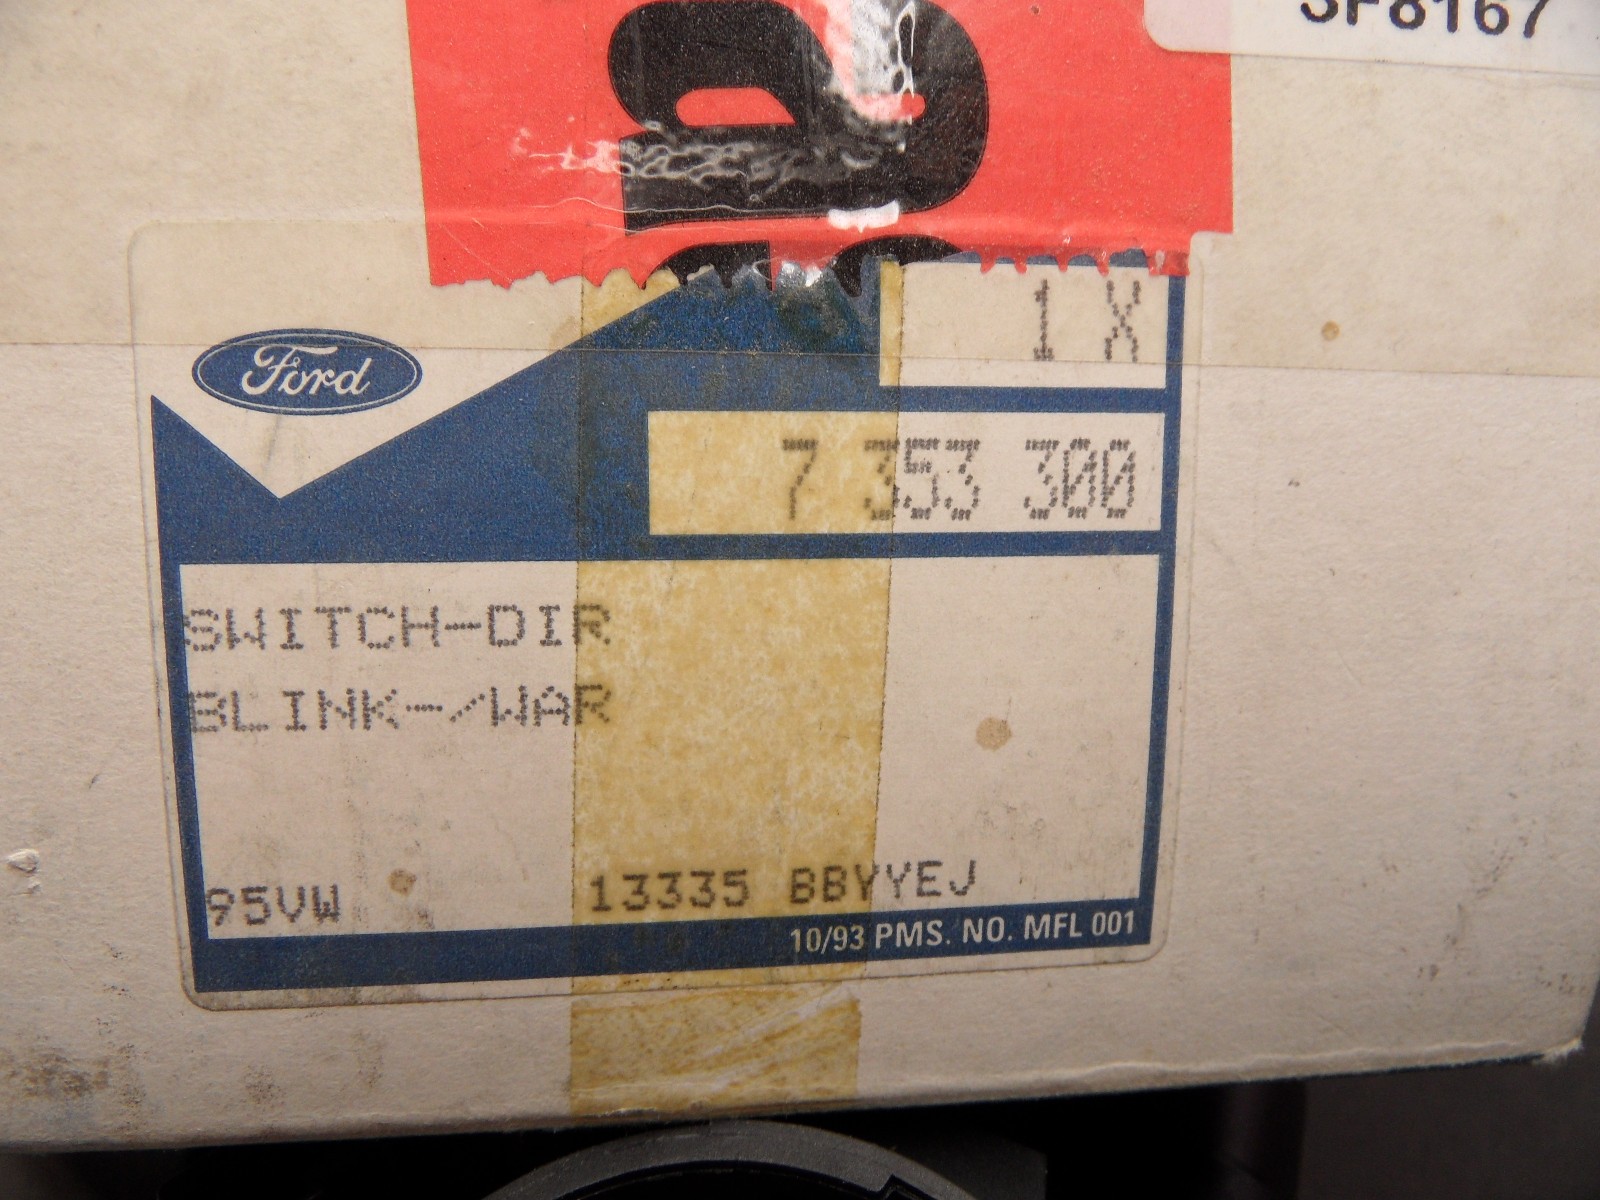 SF8167
Ford
1 X
7 353 300
SWITCH-DIR
BLINK-/WAR
95VW 13335 BBYYEJ
10/93 PMS. NO. MFL 001